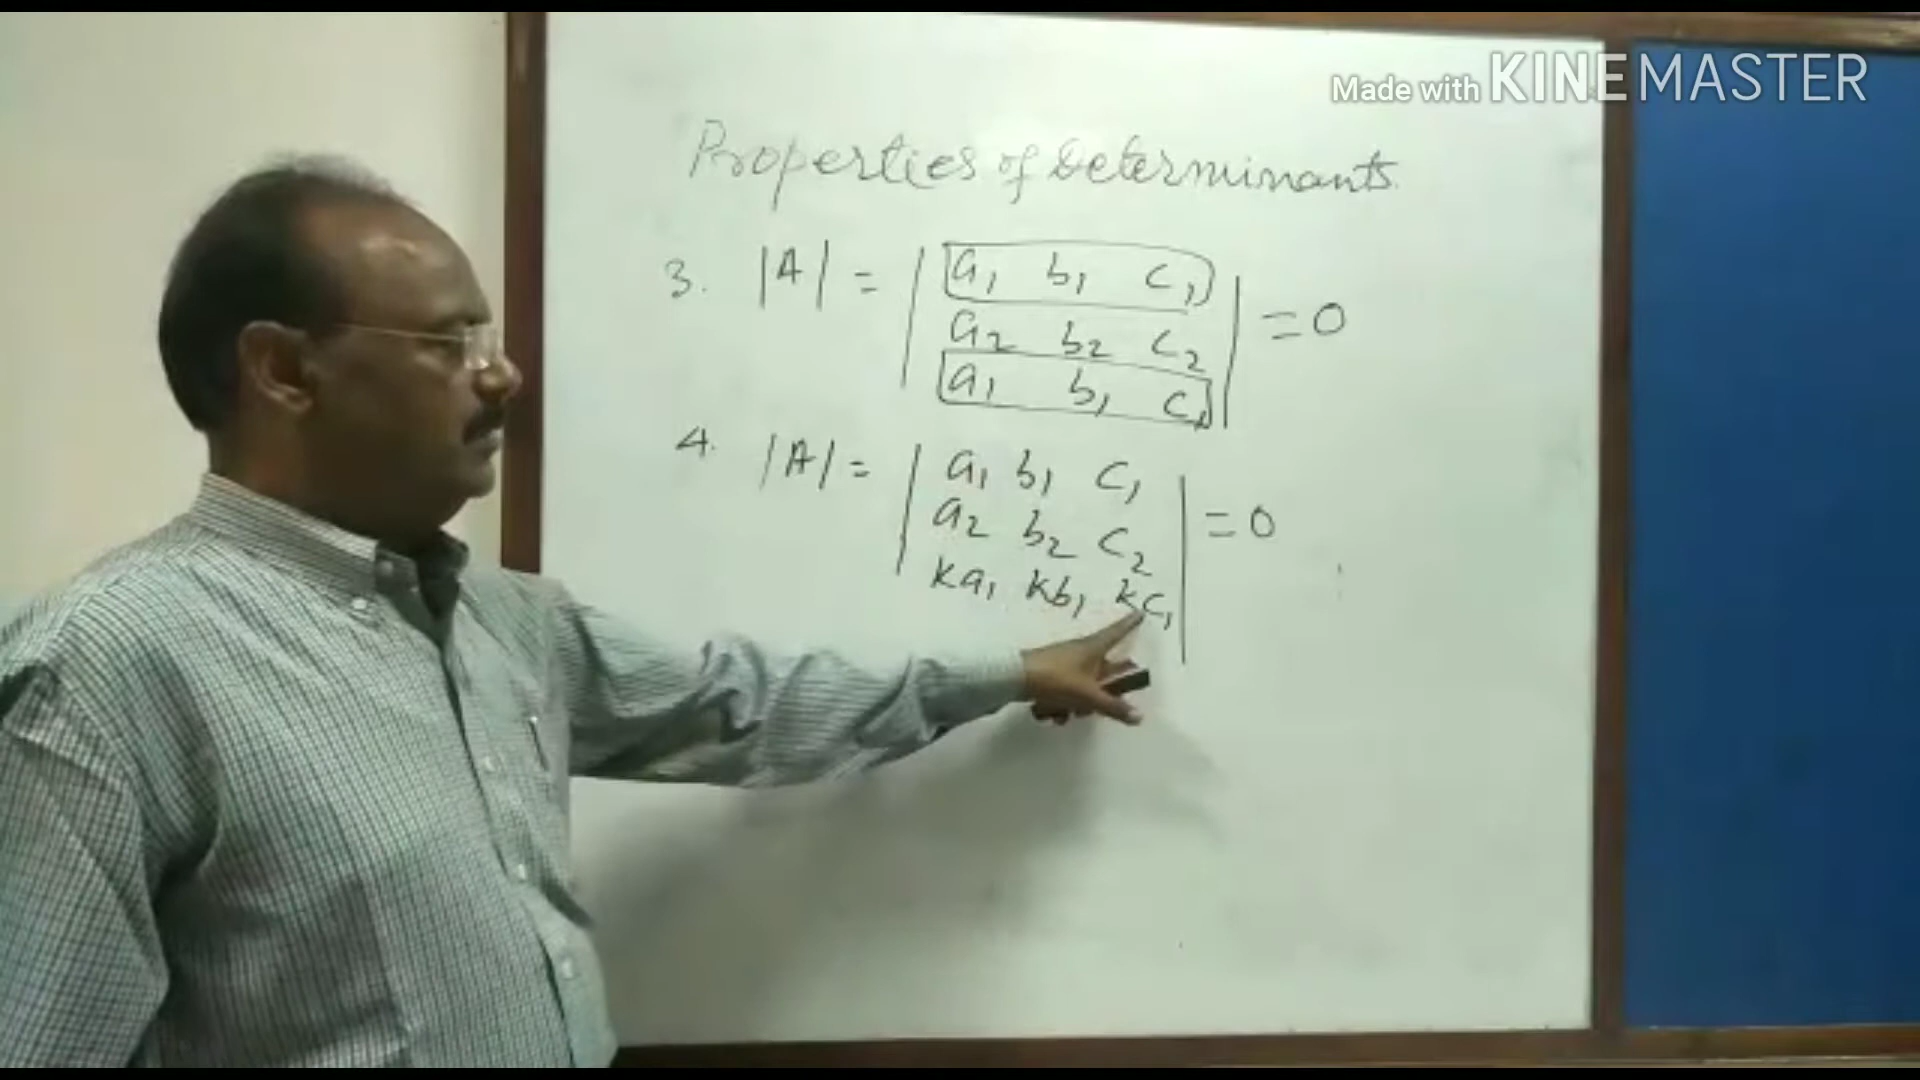 Made with KINEMASTER
Properties of Determinants.
3. |A| = | a₁ b₁ c₁ | = 0
a₂ b₂ c₂
a₁ b₁ c₁
4. |A| = | a₁ b₁ c₁ | = 0
a₂ b₂ c₂
ka₁ kb₁ kc₁